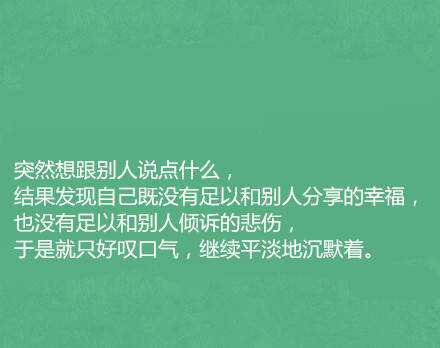 突然想跟别人说点什么，
结果发现自己既没有足以和别人分享的幸福，
也没有足以和别人倾诉的悲伤，
于是就只好叹口气，继续平淡地沉默着。